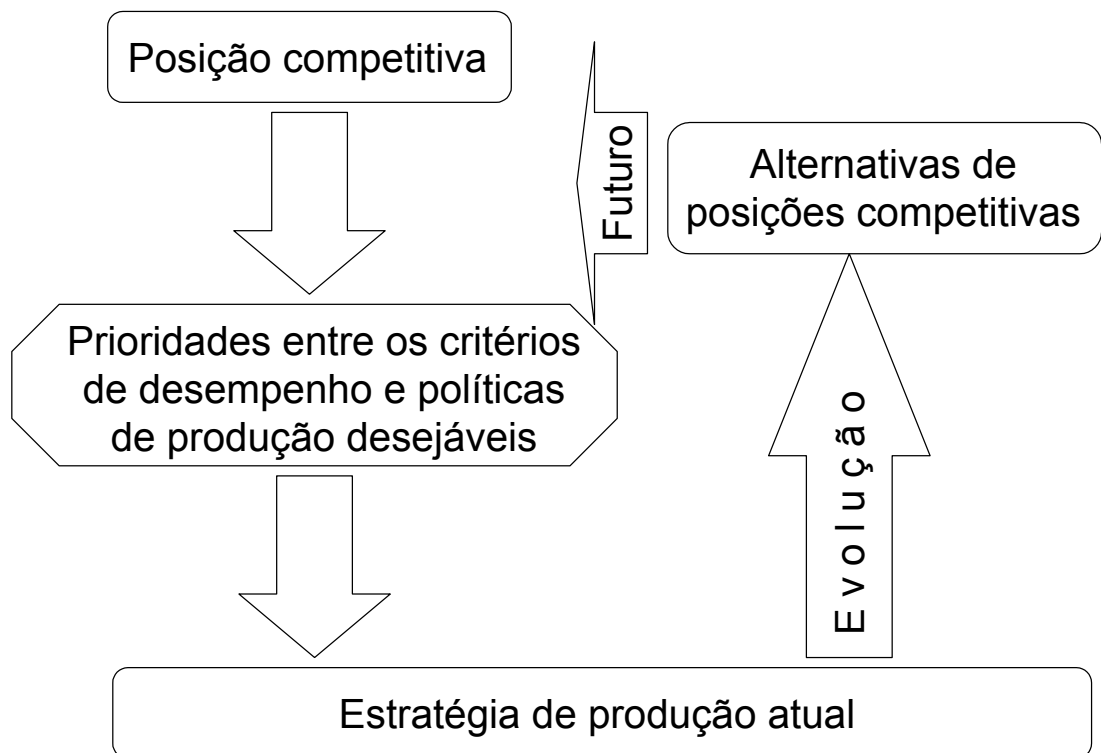 Posição competitiva
Futuro
Alternativas de
posições competitivas
Prioridades entre os critérios
de desempenho e políticas
de produção desejáveis
Evolução
Estratégia de produção atual